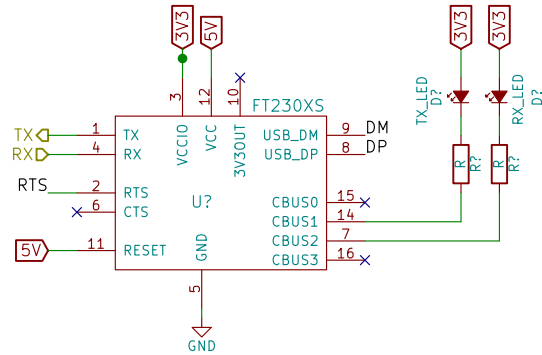 3V3
5V
3V3
3V3
3
12
10
FT230XS
TX_LED
D?
RX_LED
D?
TX
1
TX
VCCIO
VCC
3V3OUT
USB_DM
9
DM
RX
4
RX
USB_DP
8
DP
R
R?
R
R?
RTS
2
RTS
U?
CBUS0
15
6
CTS
CBUS1
14
5V
11
RESET
GND
CBUS2
7
CBUS3
16
5
GND